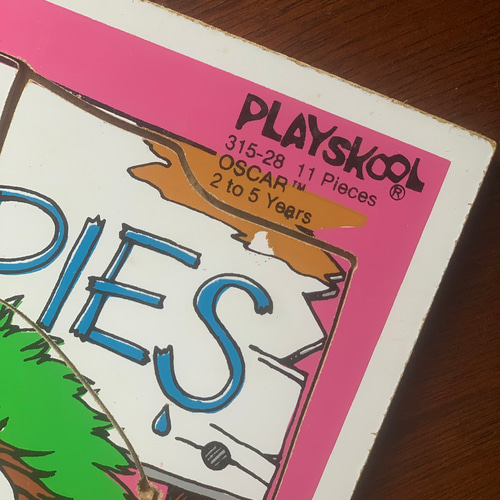 PLAYSKOOL®
315-28 11 Pieces
OSCAR™
2 to 5 Years
PIES